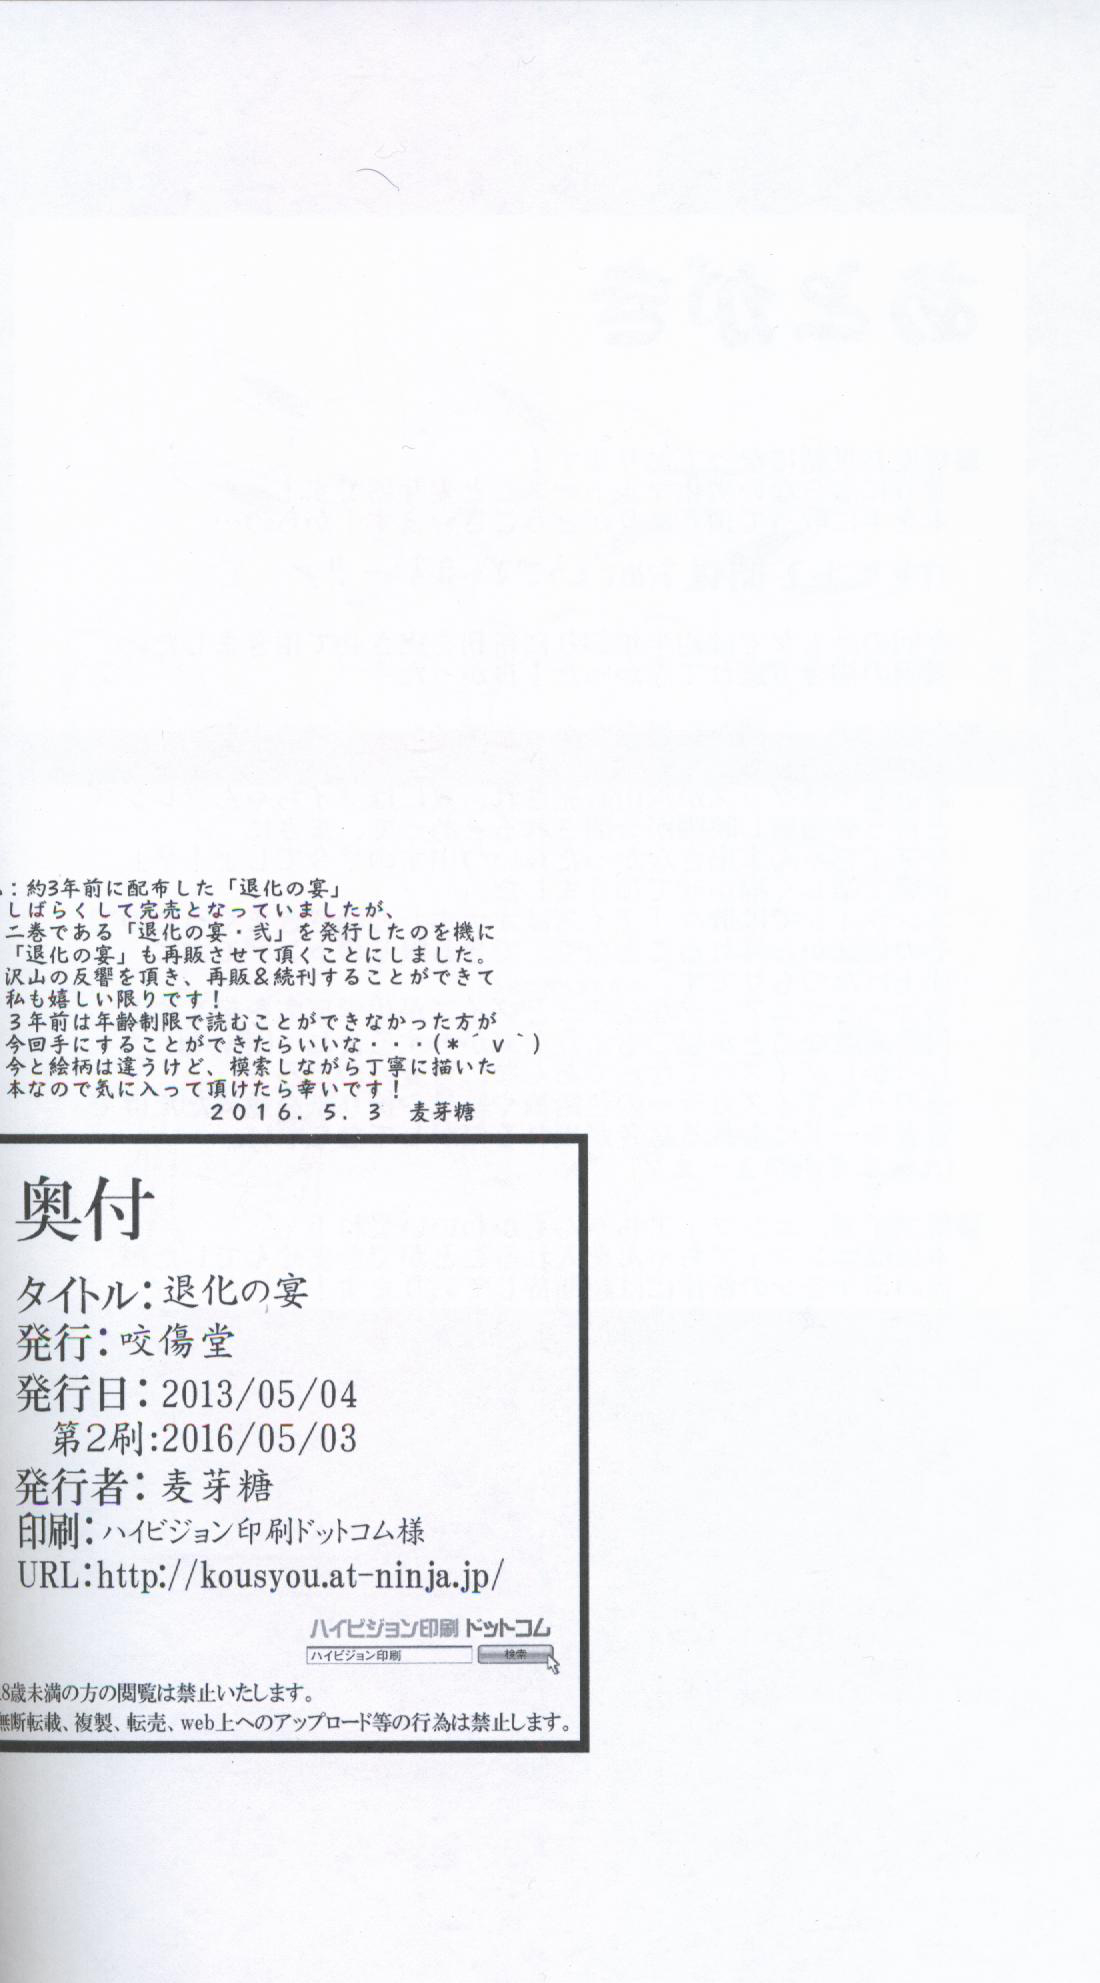 ：約3年前に配布した「退化の宴」
しばらくして完売となっていましたが、
二巻である「退化の宴・弐」を発行したのを機に
「退化の宴」も再販させて頂くことにしました。
沢山の反響を頂き、再販＆続刊することができて
私も嬉しい限りです！
３年前は年齢制限で読むことができなかった方が
今回手にすることができたらいいな・・・(*´ｖ｀)
今と絵柄は違うけど、模索しながら丁寧に描いた
本なので気に入って頂けたら幸いです！
２０１６．５．３　麦芽糖
奥付
タイトル：退化の宴
発行：咬傷堂
発行日：2013/05/04
第2刷:2016/05/03
発行者：麦芽糖
印刷：ハイビジョン印刷ドットコム様
URL:http://kousyou.at-ninja.jp/
ハイビジョン印刷ドットコム
ハイビジョン印刷 検索
18歳未満の方の閲覧は禁止いたします。
無断転載、複製、転売、web上へのアップロード等の行為は禁止します。